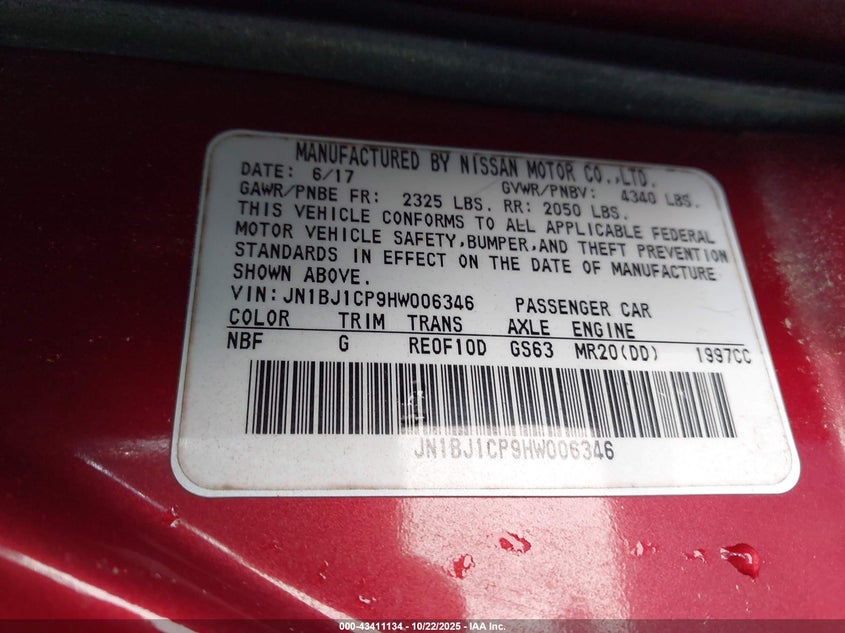 MANUFACTURED BY NISSAN MOTOR CO.,LTD.
DATE: 6/17 GVWR/PNBV: 4340 LBS.
GAWR/PNBE FR: 2325 LBS. RR: 2050 LBS.
THIS VEHICLE CONFORMS TO ALL APPLICABLE FEDERAL
MOTOR VEHICLE SAFETY,BUMPER,AND THEFT PREVENTION
STANDARDS IN EFFECT ON THE DATE OF MANUFACTURE
SHOWN ABOVE.
VIN:JN1BJ1CP9HW006346 PASSENGER CAR
COLOR TRIM TRANS AXLE ENGINE
NBF G RE0F10D GS63 MR20(DD) 1997CC
JN1BJ1CP9HW006346
000-43411134 - 10/22/2025 - IAA Inc.